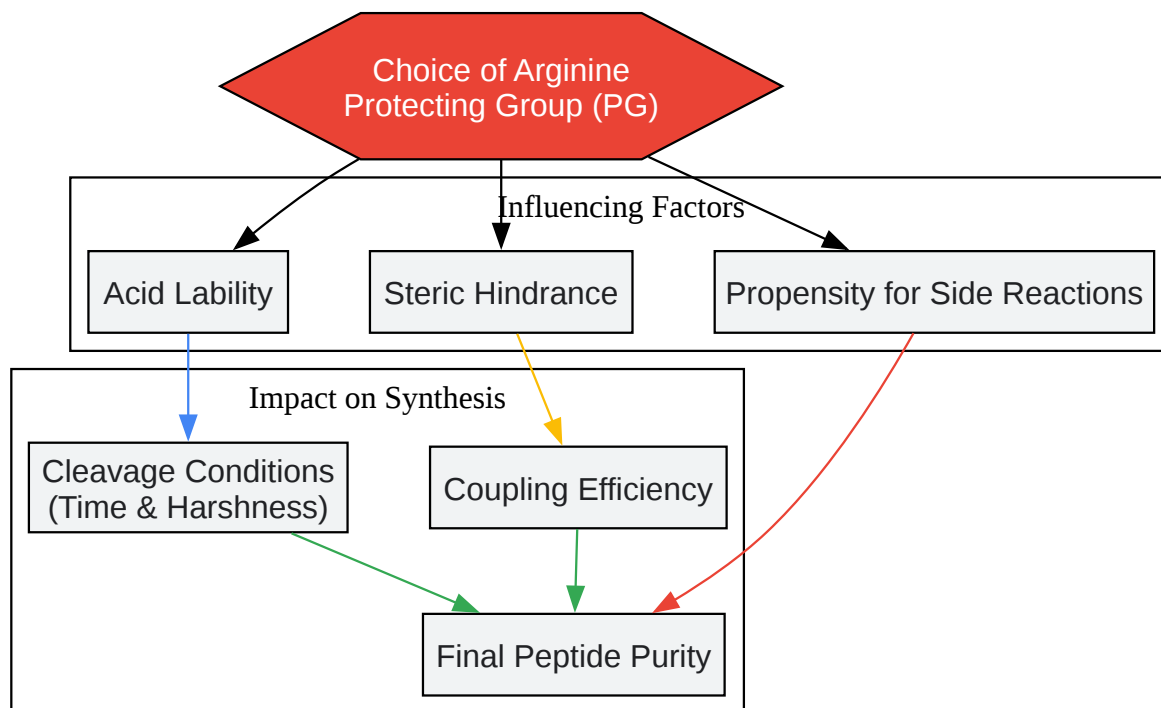 Choice of Arginine
Protecting Group (PG)
Influencing Factors
Acid Lability
Steric Hindrance
Propensity for Side Reactions
Impact on Synthesis
Cleavage Conditions
(Time & Harshness)
Coupling Efficiency
Final Peptide Purity